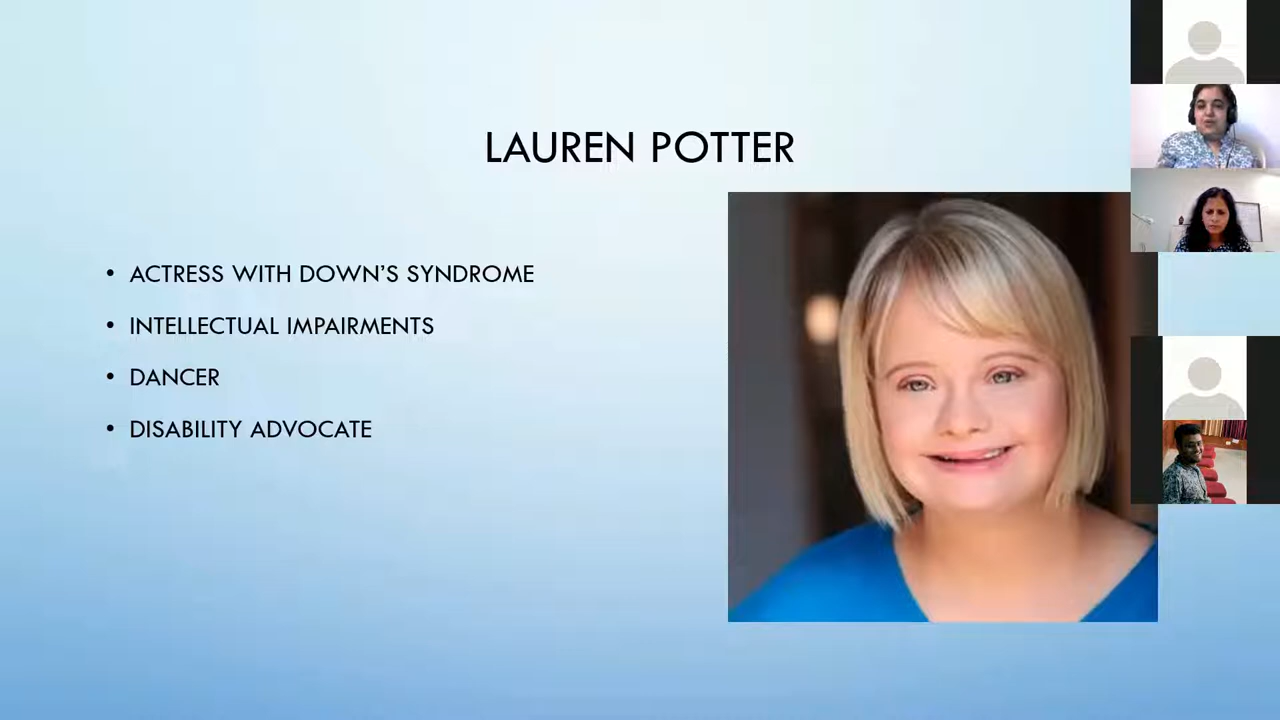 LAUREN POTTER
• ACTRESS WITH DOWN’S SYNDROME
• INTELLECTUAL IMPAIRMENTS
• DANCER
• DISABILITY ADVOCATE